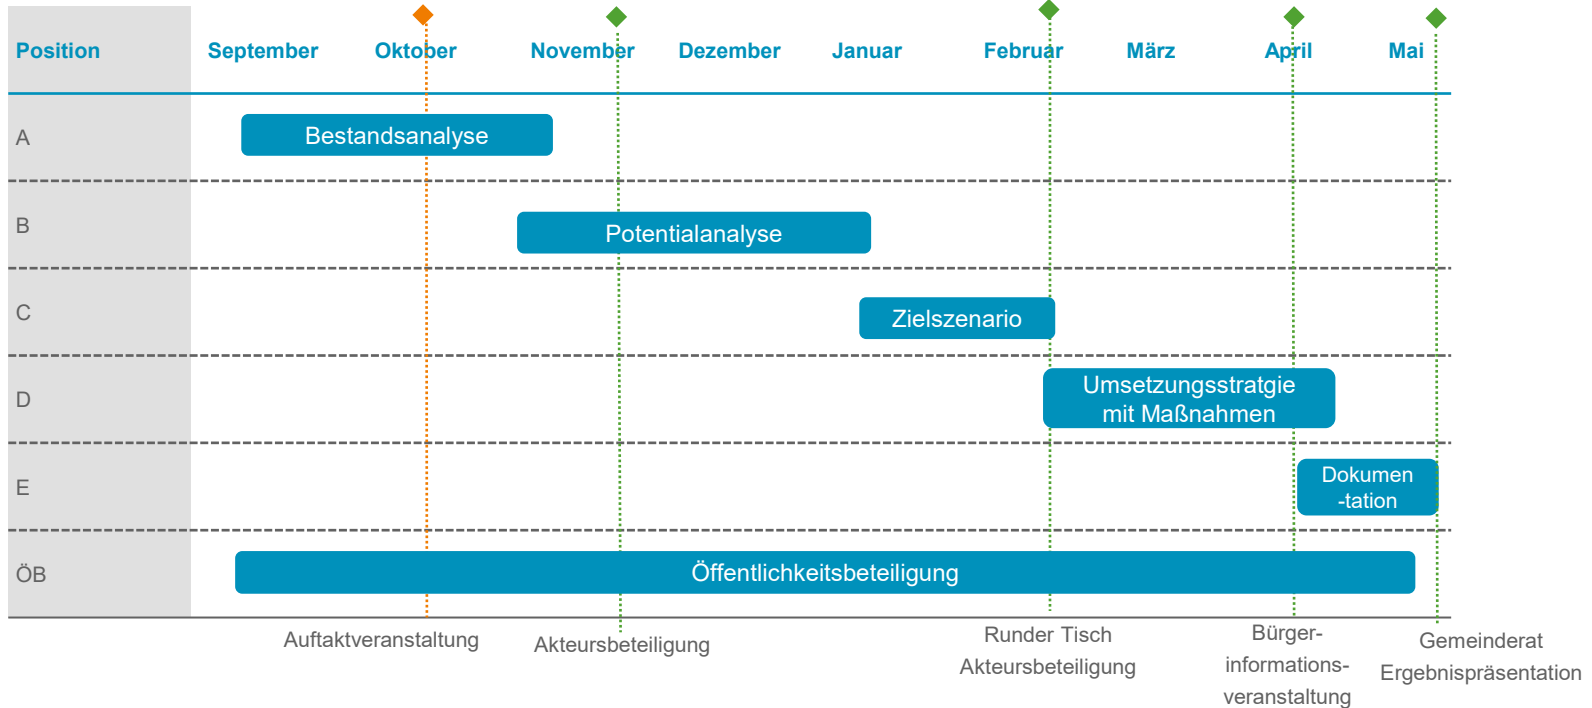 Position September Oktober November Dezember Januar Februar März April Mai
A Bestandsanalyse
B Potentialanalyse
C Zielszenario
D Umsetzungsstratgie
mit Maßnahmen
E Dokumen
-tation
ÖB Öffentlichkeitsbeteiligung
Auftaktveranstaltung
Akteursbeteiligung
Runder Tisch
Akteursbeteiligung
Bürger-
informations-
veranstaltung
Gemeinderat
Ergebnispräsentation